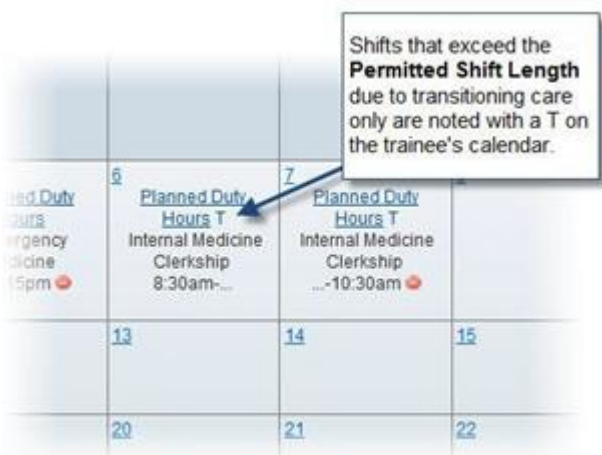 Shifts that exceed the
Permitted Shift Length
due to transitioning care
only are noted with a T on
the trainee's calendar.
6
Planned Duty
Hours T
Internal Medicine
Clerkship
8:30am-...
7
Planned Duty
Hours T
Internal Medicine
Clerkship
...-10:30am
13
14
15
20
21
22